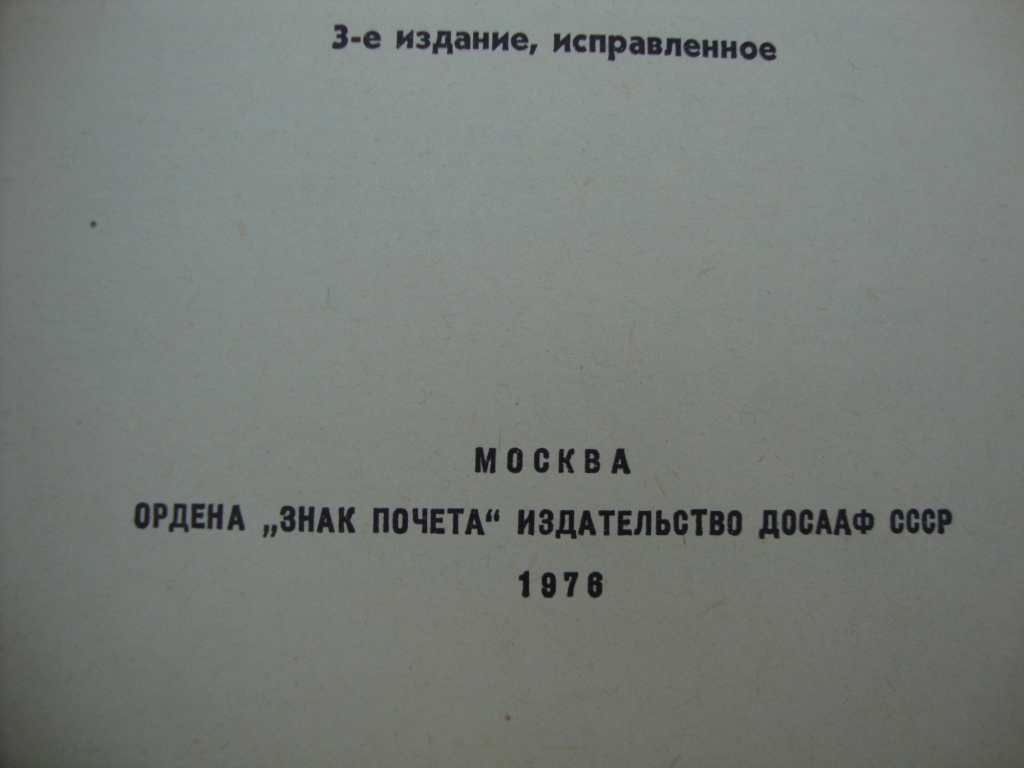 3-е издание, исправленное
МОСКВА
ОРДЕНА „ЗНАК ПОЧЕТА“ ИЗДАТЕЛЬСТВО ДОСААФ СССР
1976